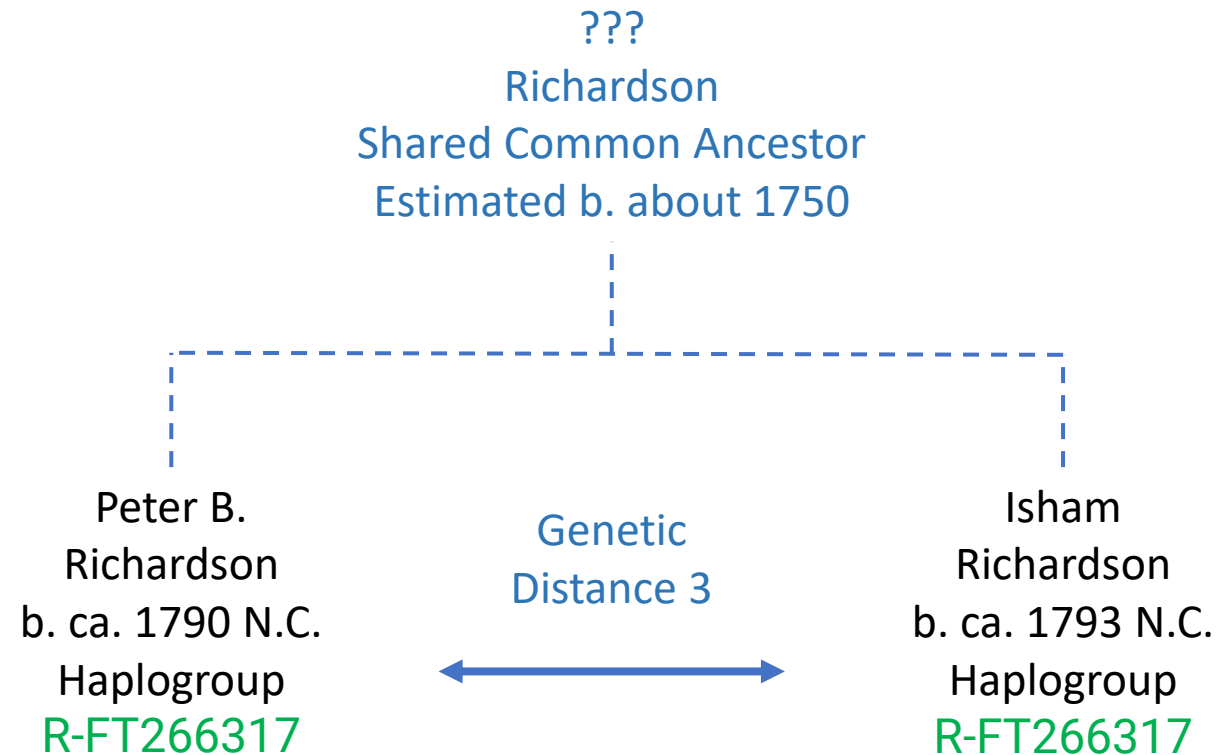 ???
Richardson
Shared Common Ancestor
Estimated b. about 1750
Peter B.
Richardson
b. ca. 1790 N.C.
Haplogroup
R-FT266317
Genetic
Distance 3
Isham
Richardson
b. ca. 1793 N.C.
Haplogroup
R-FT266317